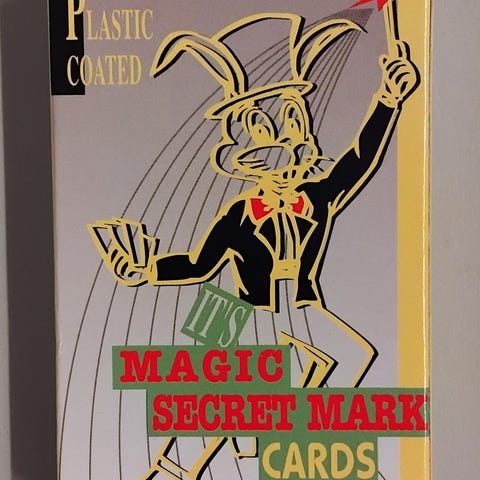 PLASTIC
COATED
IT'S
MAGIC
SECRET MARK
CARDS